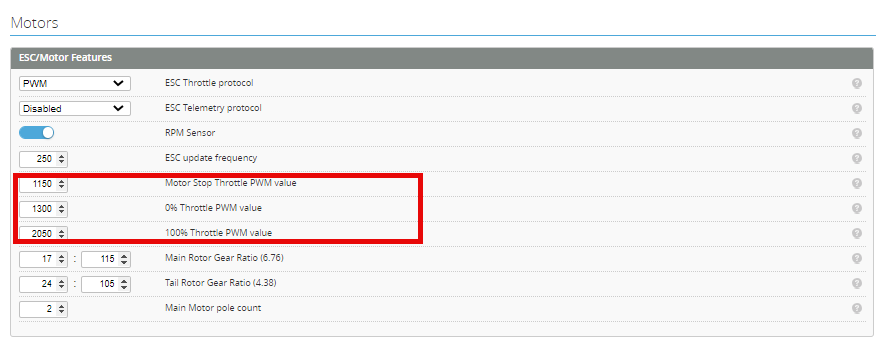 Motors
ESC/Motor Features
PWM ESC Throttle protocol ?
Disabled ESC Telemetry protocol ?
RPM Sensor ?
250 ESC update frequency ?
1150 Motor Stop Throttle PWM value ?
1300 0% Throttle PWM value ?
2050 100% Throttle PWM value ?
17 : 115 Main Rotor Gear Ratio (6.76) ?
24 : 105 Tail Rotor Gear Ratio (4.38) ?
2 Main Motor pole count ?